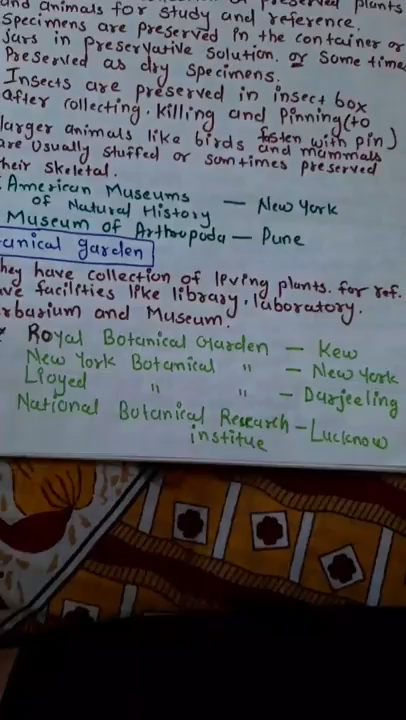 and animals for study and reference.
Specimens are preserved in the container or
jars in preservative solution. or Some times
Preserved as dry specimens.
Insects are preserved in insect box
after collecting. Killing and Pinning (to
fasten with pin)
larger animals like birds and mammals
are Usually stuffed or somtimes preserved
their skeletal.
American Museums
of Natural History — New York
Museum of Arthropoda — Pune
anical garden
They have collection of leving plants. for ref.
ave facilities like library, laboratory.
rbarium and Museum.
Royal Botanical Garden — Kew
New York Botanical " — New York
Lioyed " " — Darjeeling
National Botanical Research — Lucknow
institue